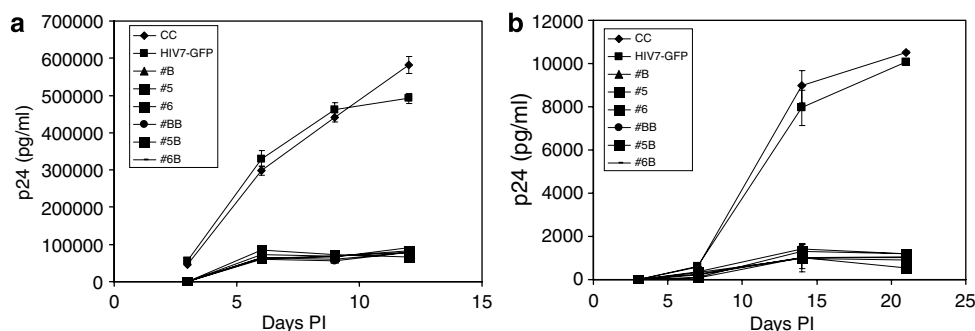 a
700000
600000
500000
400000
300000
200000
100000
0
p24 (pg/ml)
CC
HIV7-GFP
#B
#5
#6
#BB
#5B
#6B
0 5 10 15
Days PI
b
12000
10000
8000
6000
4000
2000
0
p24 (pg/ml)
CC
HIV7-GFP
#B
#5
#6
#BB
#5B
#6B
0 5 10 15 20 25
Days PI